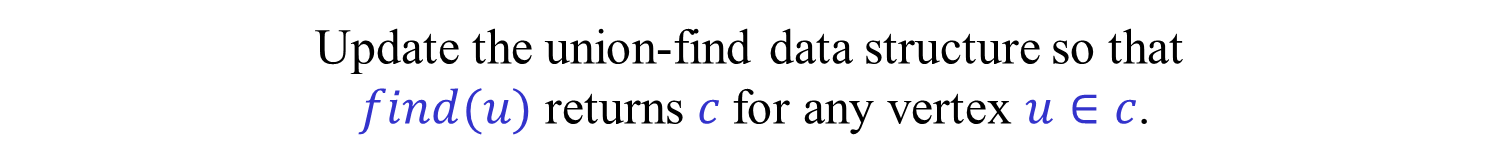 Update the union-find data structure so that
find(u) returns c for any vertex u ∈ c.